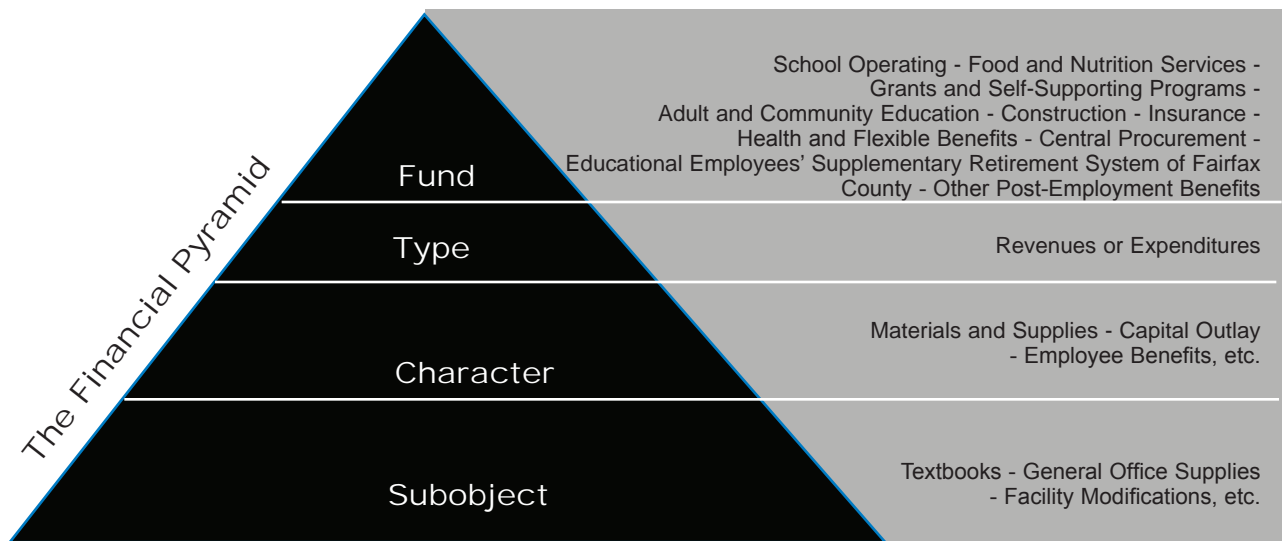 The Financial Pyramid
School Operating - Food and Nutrition Services -
Grants and Self-Supporting Programs -
Adult and Community Education - Construction - Insurance -
Health and Flexible Benefits - Central Procurement -
Educational Employees’ Supplementary Retirement System of Fairfax
County - Other Post-Employment Benefits
Fund
Type
Revenues or Expenditures
Character
Materials and Supplies - Capital Outlay
- Employee Benefits, etc.
Subobject
Textbooks - General Office Supplies
- Facility Modifications, etc.